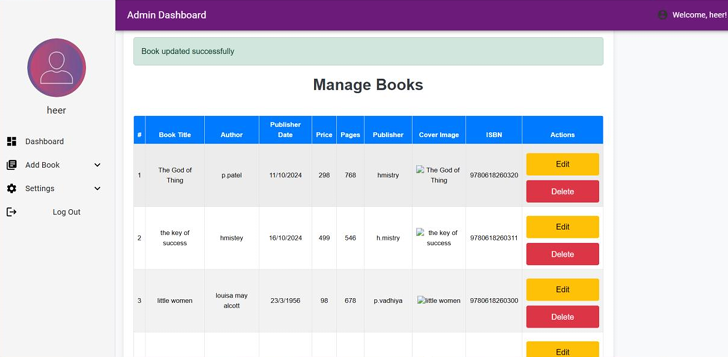 Admin Dashboard
Welcome, heer!
heer
Dashboard
Add Book
Settings
Log Out
Book updated successfully
Manage Books
# Book Title Author Publisher Date Price Pages Publisher Cover Image ISBN Actions
1 The God of Thing p.patel 11/10/2024 298 768 hmistry The God of Thing 9780618260320 Edit
Delete
2 the key of success hmistey 16/10/2024 499 546 h.mistry the key of success 9780618260311 Edit
Delete
3 little women louisa may alcott 23/3/1956 98 678 p.vadhiya little women 9780618260300 Edit
Delete
Edit